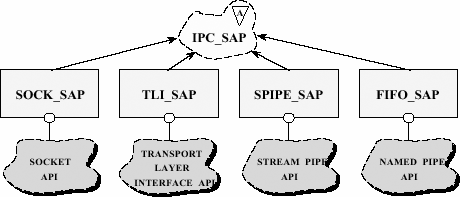 A
IPC_SAP
SOCK_SAP
TLI_SAP
SPIPE_SAP
FIFO_SAP
SOCKET
API
TRANSPORT
LAYER
INTERFACE API
STREAM PIPE
API
NAMED PIPE
API